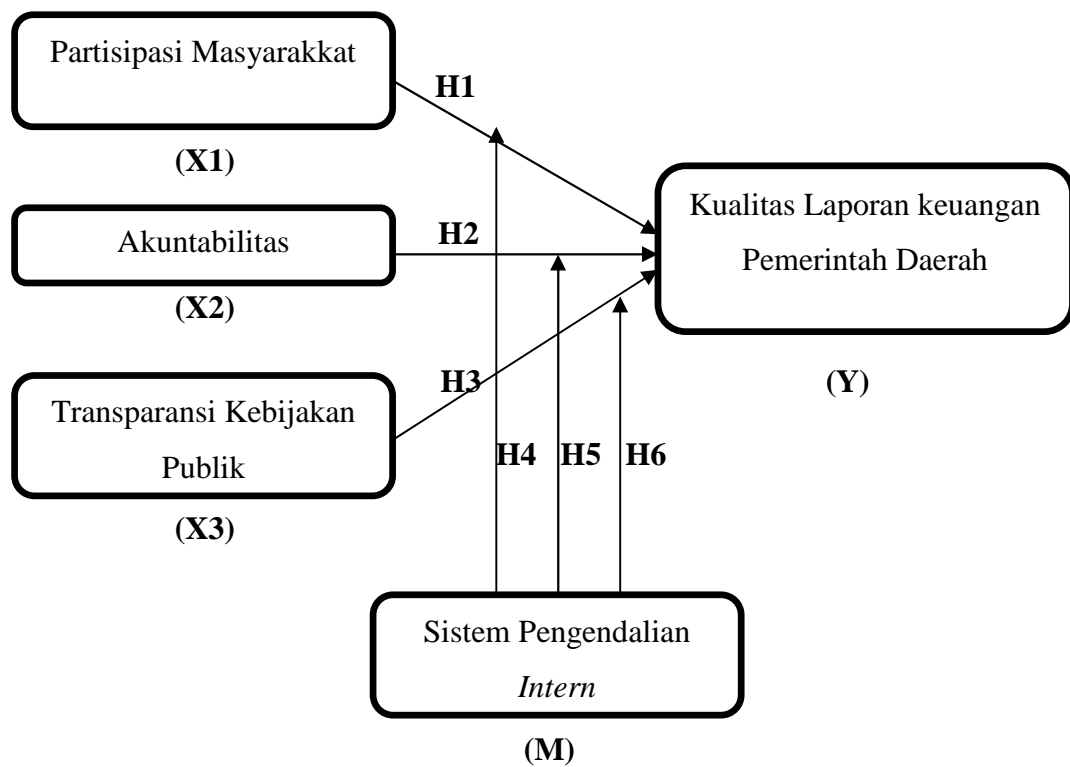 Partisipasi Masyarakkat
(X1)
H1
Akuntabilitas
(X2)
H2
Kualitas Laporan keuangan
Pemerintah Daerah
(Y)
Transparansi Kebijakan
Publik
(X3)
H3
H4
H5
H6
Sistem Pengendalian
Intern
(M)